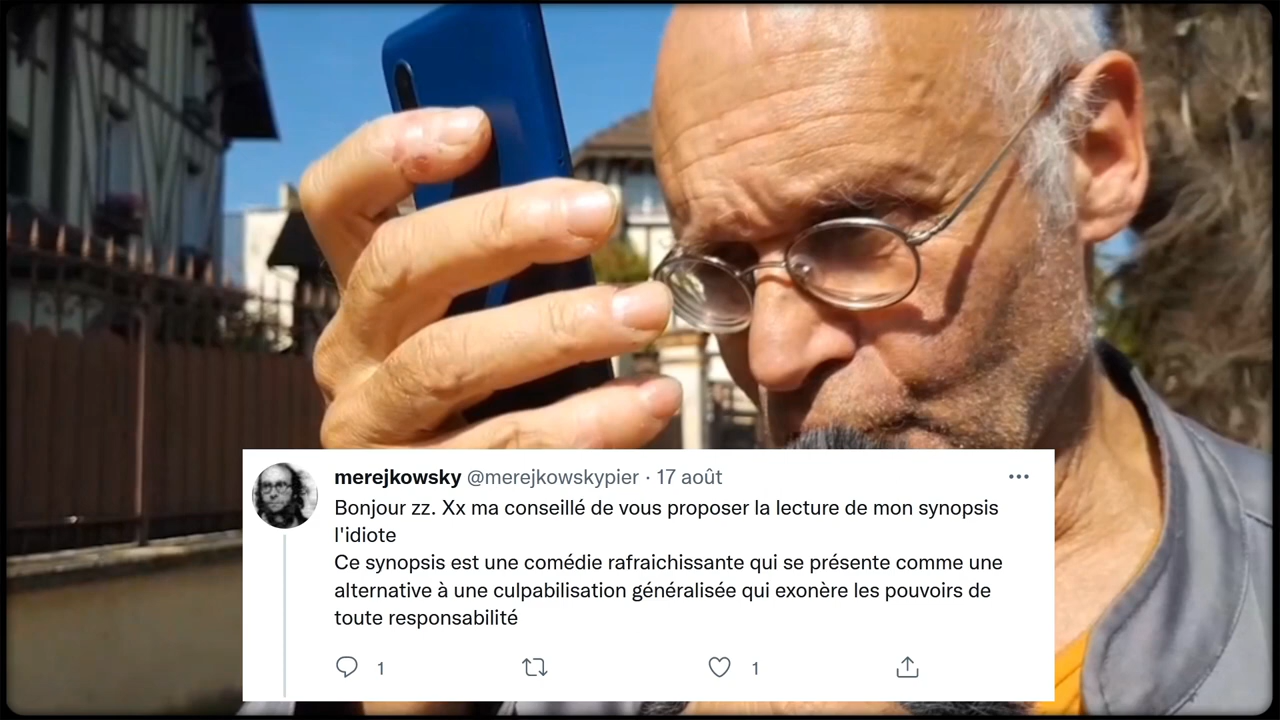 merejkowsky @merejkowskypier · 17 août
Bonjour zz. Xx ma conseillé de vous proposer la lecture de mon synopsis
l'idiote
Ce synopsis est une comédie rafraichissante qui se présente comme une
alternative à une culpabilisation généralisée qui exonère les pouvoirs de
toute responsabilité
1 1